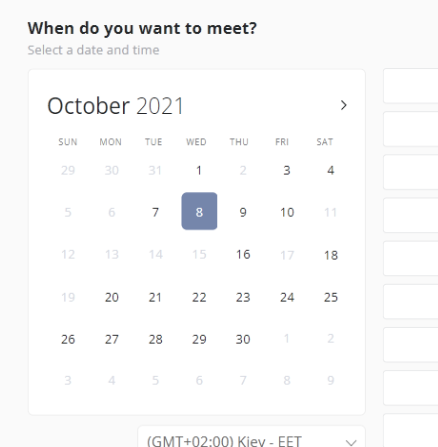 When do you want to meet?
Select a date and time
October 2021
SUN MON TUE WED THU FRI SAT
29 30 31 1 2 3 4
5 6 7 8 9 10 11
12 13 14 15 16 17 18
19 20 21 22 23 24 25
26 27 28 29 30 1 2
3 4 5 6 7 8 9
(GMT+02:00) Kiev - EET